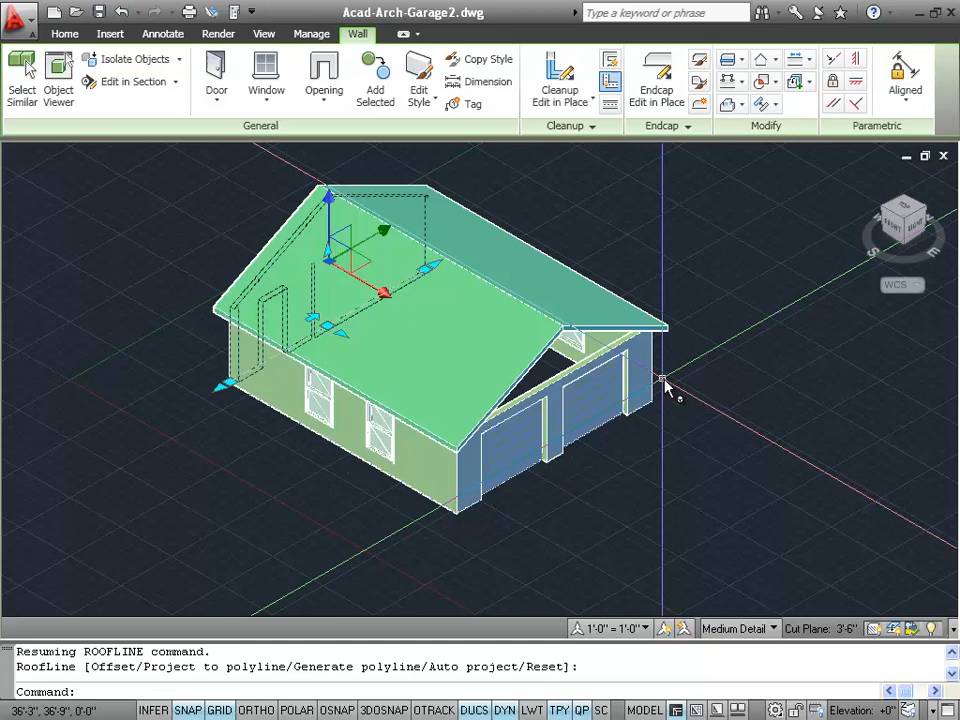 Acad-Arch-Garage2.dwg
Type a keyword or phrase
Home Insert Annotate Render View Manage Wall
Select Similar
Object Viewer
Isolate Objects
Edit in Section
Door
Window
Opening
Add Selected
Edit Style
Copy Style
Dimension
Tag
Cleanup Edit in Place
Endcap Edit in Place
Aligned
General Cleanup Endcap Modify Parametric
TOP
FRONT RIGHT
S E
WCS
1'-0" = 1'-0" Medium Detail Cut Plane: 3'-6"
Resuming ROOFLINE command.
RoofLine [Offset/Project to polyline/Generate polyline/Auto project/Reset]:
Command:
36'-3", 36'-9", 0'-0" INFER SNAP GRID ORTHO POLAR OSNAP 3DOSNAP OTRACK DUCS DYN LWT TPY QP SC MODEL Elevation: +0"